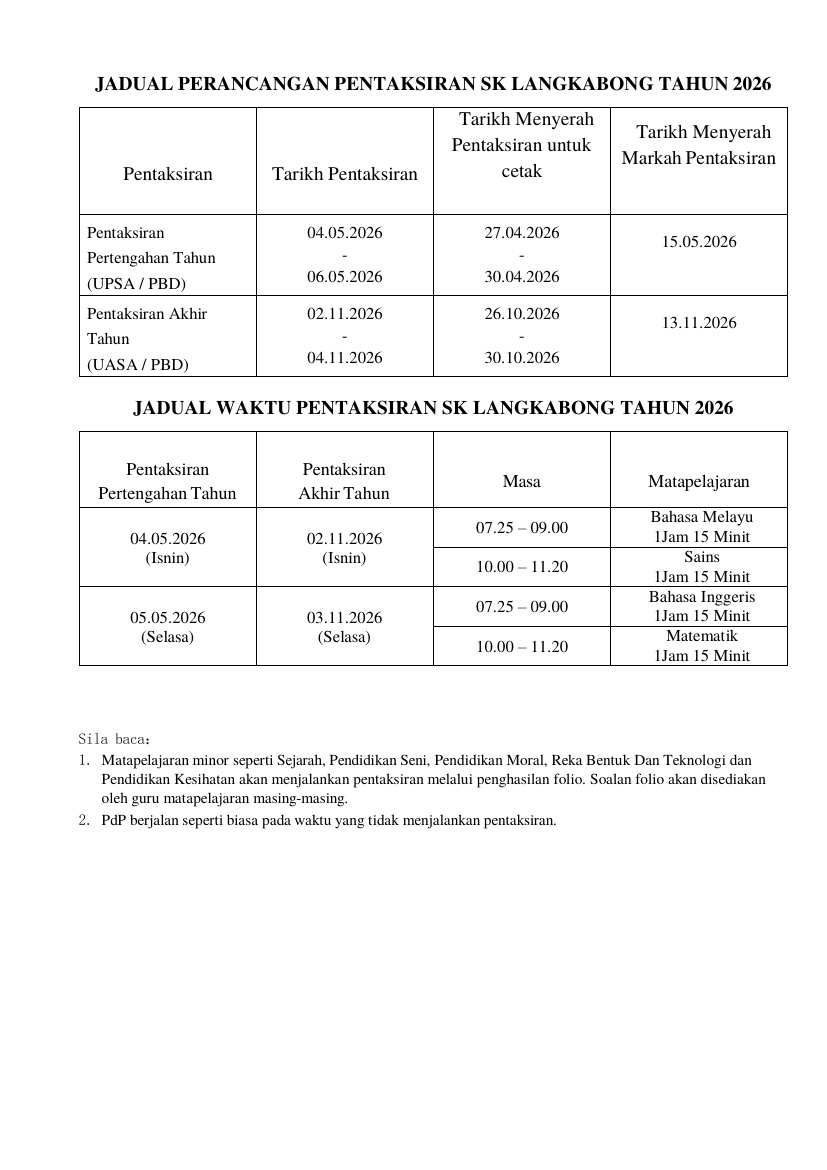 JADUAL PERANCANGAN PENTAKSIRAN SK LANGKABONG TAHUN 2026
Pentaksiran
Tarikh Pentaksiran
Tarikh Menyerah
Pentaksiran untuk
cetak
Tarikh Menyerah
Markah Pentaksiran
Pentaksiran
Pertengahan Tahun
(UPSA / PBD)
04.05.2026
-
06.05.2026
27.04.2026
-
30.04.2026
15.05.2026
Pentaksiran Akhir
Tahun
(UASA / PBD)
02.11.2026
-
04.11.2026
26.10.2026
-
30.10.2026
13.11.2026
JADUAL WAKTU PENTAKSIRAN SK LANGKABONG TAHUN 2026
Pentaksiran
Pertengahan Tahun
Pentaksiran
Akhir Tahun
Masa
Matapelajaran
04.05.2026
(Isnin)
02.11.2026
(Isnin)
07.25 – 09.00
Bahasa Melayu
1Jam 15 Minit
10.00 – 11.20
Sains
1Jam 15 Minit
05.05.2026
(Selasa)
03.11.2026
(Selasa)
07.25 – 09.00
Bahasa Inggeris
1Jam 15 Minit
10.00 – 11.20
Matematik
1Jam 15 Minit
Sila baca:
1. Matapelajaran minor seperti Sejarah, Pendidikan Seni, Pendidikan Moral, Reka Bentuk Dan Teknologi dan
Pendidikan Kesihatan akan menjalankan pentaksiran melalui penghasilan folio. Soalan folio akan disediakan
oleh guru matapelajaran masing-masing.
2. PdP berjalan seperti biasa pada waktu yang tidak menjalankan pentaksiran.